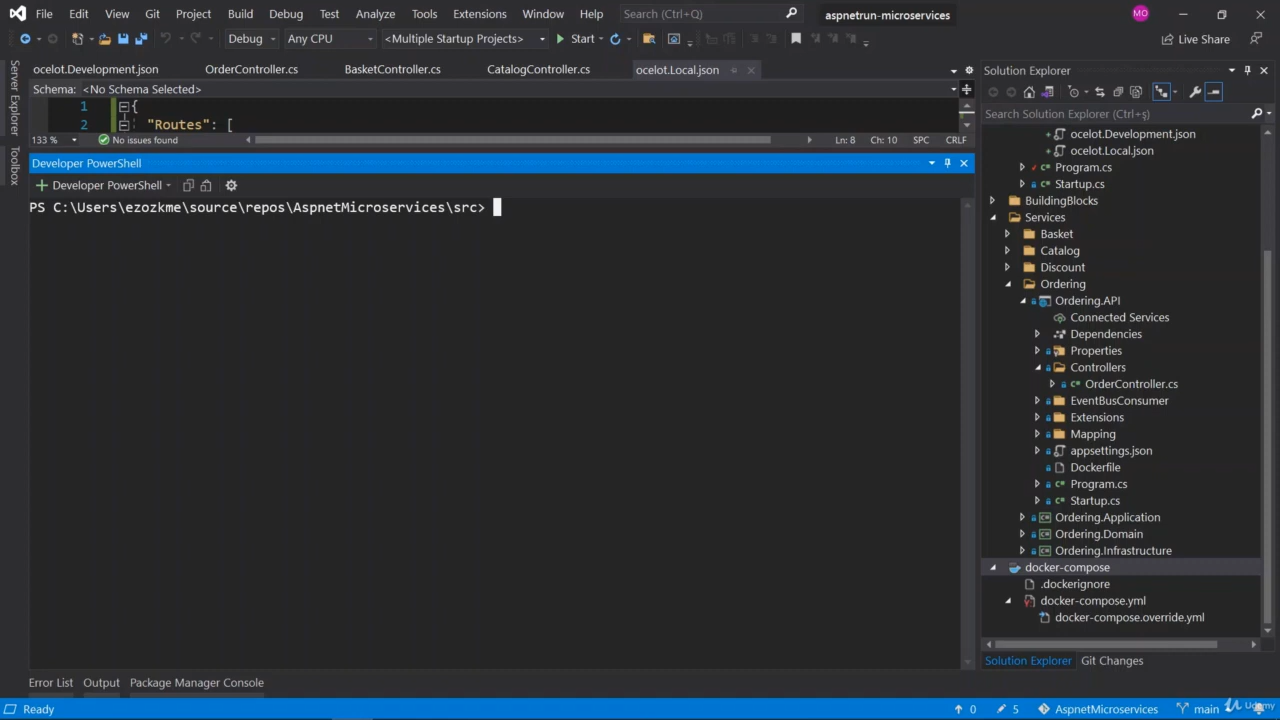 File Edit View Git Project Build Debug Test Analyze Tools Extensions Window Help Search (Ctrl+Q) aspnetrun-microservices MO
Debug Any CPU <Multiple Startup Projects> Start Live Share
Server Explorer
Toolbox
ocelot.Development.json OrderController.cs BasketController.cs CatalogController.cs ocelot.Local.json
Schema: <No Schema Selected>
1 {
2 "Routes": [
133 % No issues found Ln: 8 Ch: 10 SPC CRLF
Developer PowerShell
Developer PowerShell
PS C:\Users\ezozkme\source\repos\AspnetMicroservices\src>
Solution Explorer
Search Solution Explorer (Ctrl+ş)
ocelot.Development.json
ocelot.Local.json
Program.cs
Startup.cs
BuildingBlocks
Services
Basket
Catalog
Discount
Ordering
Ordering.API
Connected Services
Dependencies
Properties
Controllers
OrderController.cs
EventBusConsumer
Extensions
Mapping
appsettings.json
Dockerfile
Program.cs
Startup.cs
Ordering.Application
Ordering.Domain
Ordering.Infrastructure
docker-compose
.dockerignore
docker-compose.yml
docker-compose.override.yml
Solution Explorer Git Changes
Error List Output Package Manager Console
Ready 0 5 AspnetMicroservices main Udemy